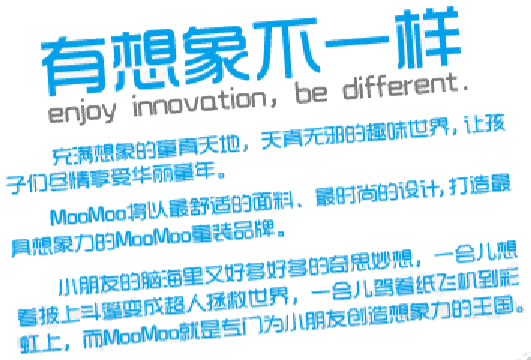 有想象不一样
enjoy innovation, be different.
充满想象的童真天地，天真无邪的趣味世界，让孩
子们尽情享受华丽童年。
MooMoo将以最舒适的面料、最时尚的设计，打造最
具想象力的MooMoo童装品牌。
小朋友的脑海里又好多好多的奇思妙想，一会儿想
着披上斗篷变成超人拯救世界，一会儿驾着纸飞机到彩
虹上，而MooMoo就是专门为小朋友创造想象力的王国。